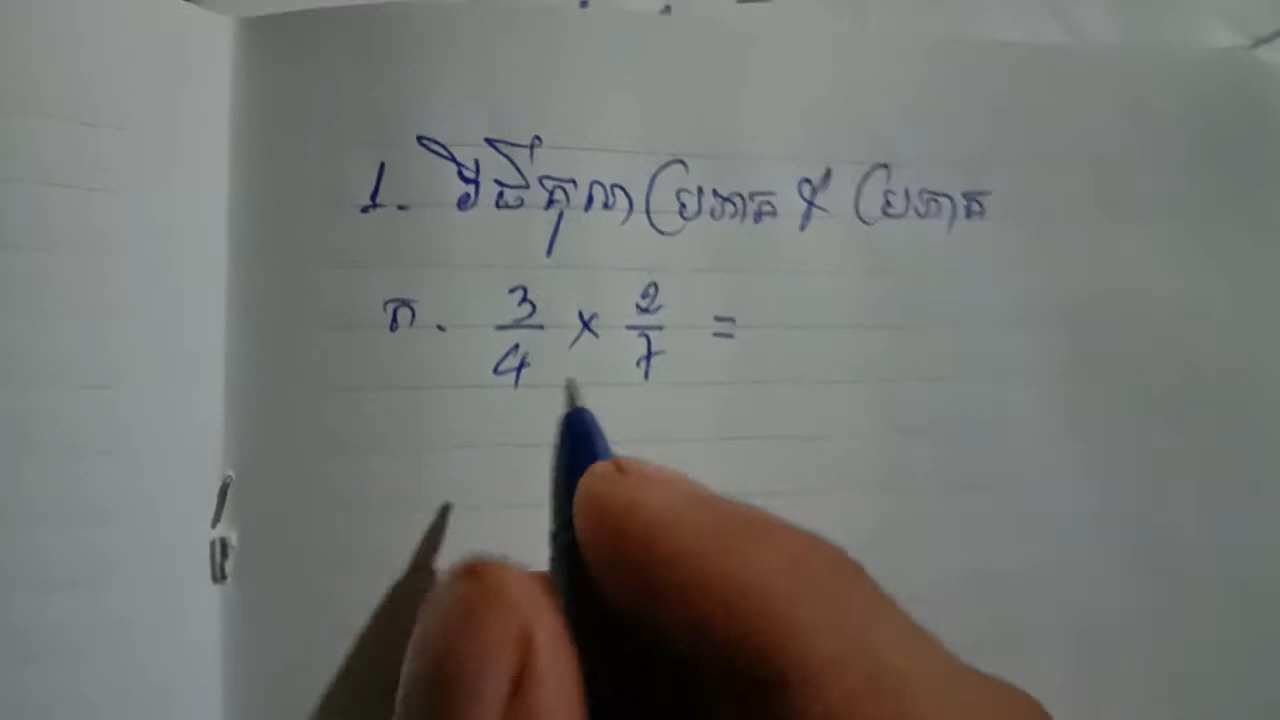 1. វិធីគុណប្រភាគ & ប្រភាគ
ក. 3/4 × 2/7 =